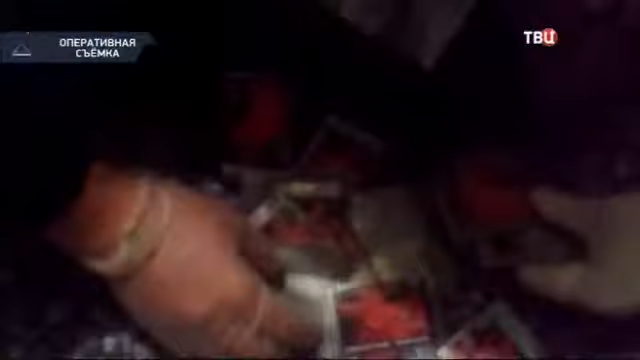 ОПЕРАТИВНАЯ
СЪЁМКА
ТВЦ